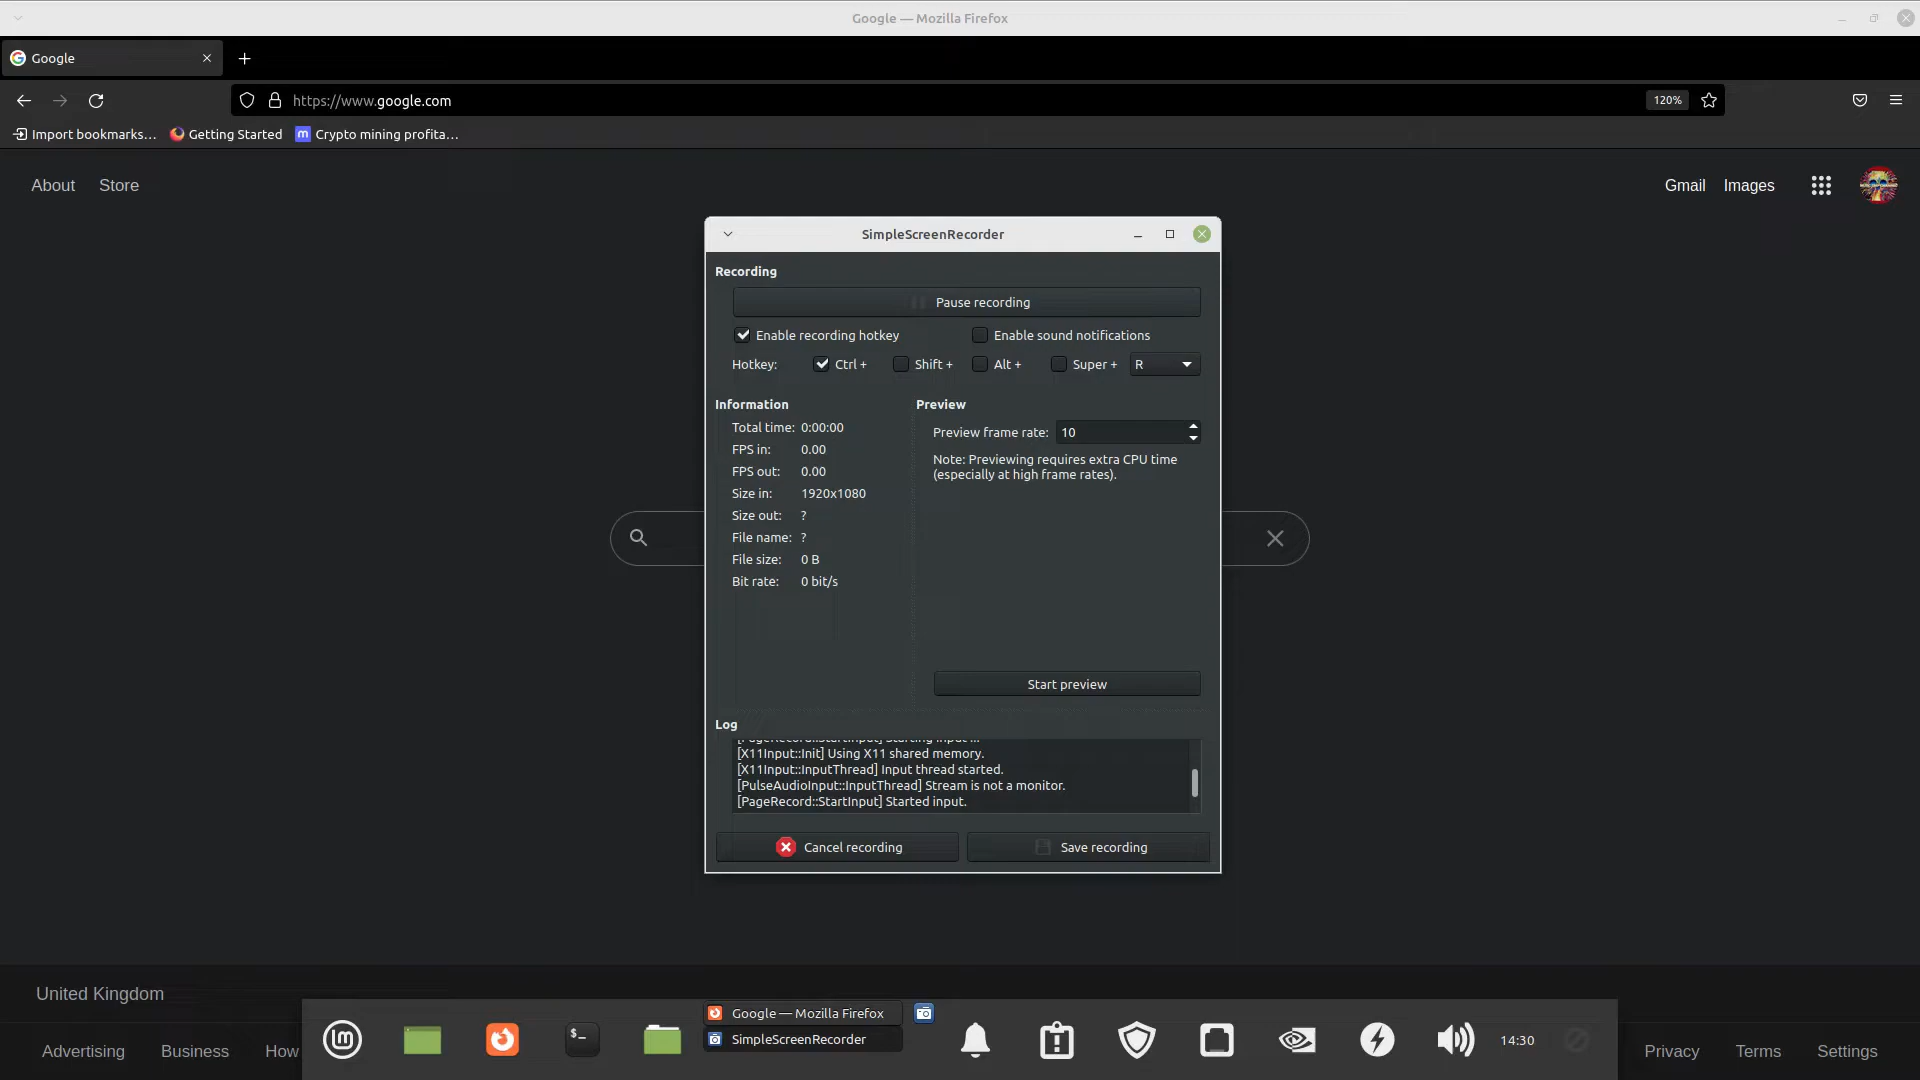 Google — Mozilla Firefox
Google
https://www.google.com
120%
Import bookmarks…
Getting Started
m
Crypto mining profita…
About
Store
Gmail
Images
SimpleScreenRecorder
Recording
Pause recording
Enable recording hotkey
Enable sound notifications
Hotkey:
Ctrl +
Shift +
Alt +
Super +
R
Information
Total time: 0:00:00
FPS in: 0.00
FPS out: 0.00
Size in: 1920x1080
Size out: ?
File name: ?
File size: 0 B
Bit rate: 0 bit/s
Preview
Preview frame rate: 10
Note: Previewing requires extra CPU time
(especially at high frame rates).
Start preview
Log
[PageRecord::StartInput] Starting input ...
[X11Input::Init] Using X11 shared memory.
[X11Input::InputThread] Input thread started.
[PulseAudioInput::InputThread] Stream is not a monitor.
[PageRecord::StartInput] Started input.
Cancel recording
Save recording
United Kingdom
Advertising
Business
How
Google — Mozilla Firefox
SimpleScreenRecorder
14:30
Privacy
Terms
Settings